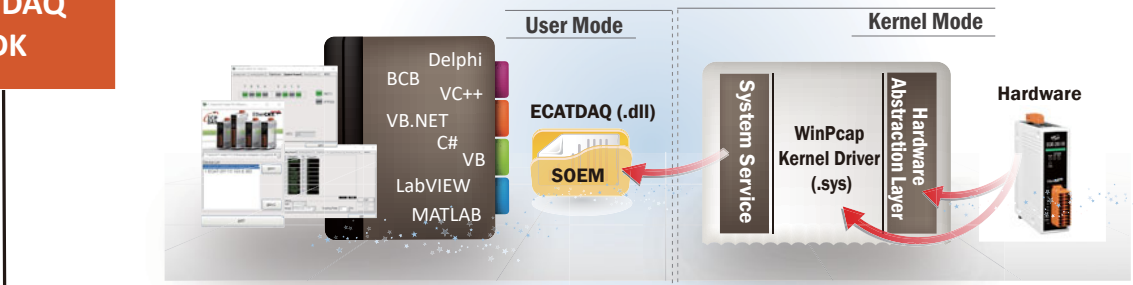 DAQ
DK
User Mode
Kernel Mode
Delphi
BCB
VC++
VB.NET
C#
VB
LabVIEW
MATLAB
ECATDAQ (.dll)
SOEM
System Service
WinPcap
Kernel Driver
(.sys)
Hardware
Abstraction Layer
Hardware